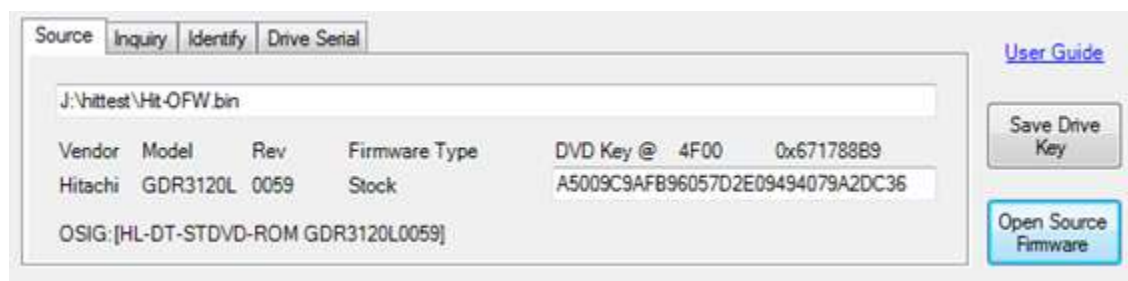 Source Inquiry Identify Drive Serial
User Guide
J:\hittest\Hit-OFW.bin
Save Drive
Key
Vendor Model Rev Firmware Type DVD Key @ 4F00 0x671788B9
Hitachi GDR3120L 0059 Stock A5009C9AFB96057D2E09494079A2DC36
Open Source
Firmware
OSIG:[HL-DT-STDVD-ROM GDR3120L0059]